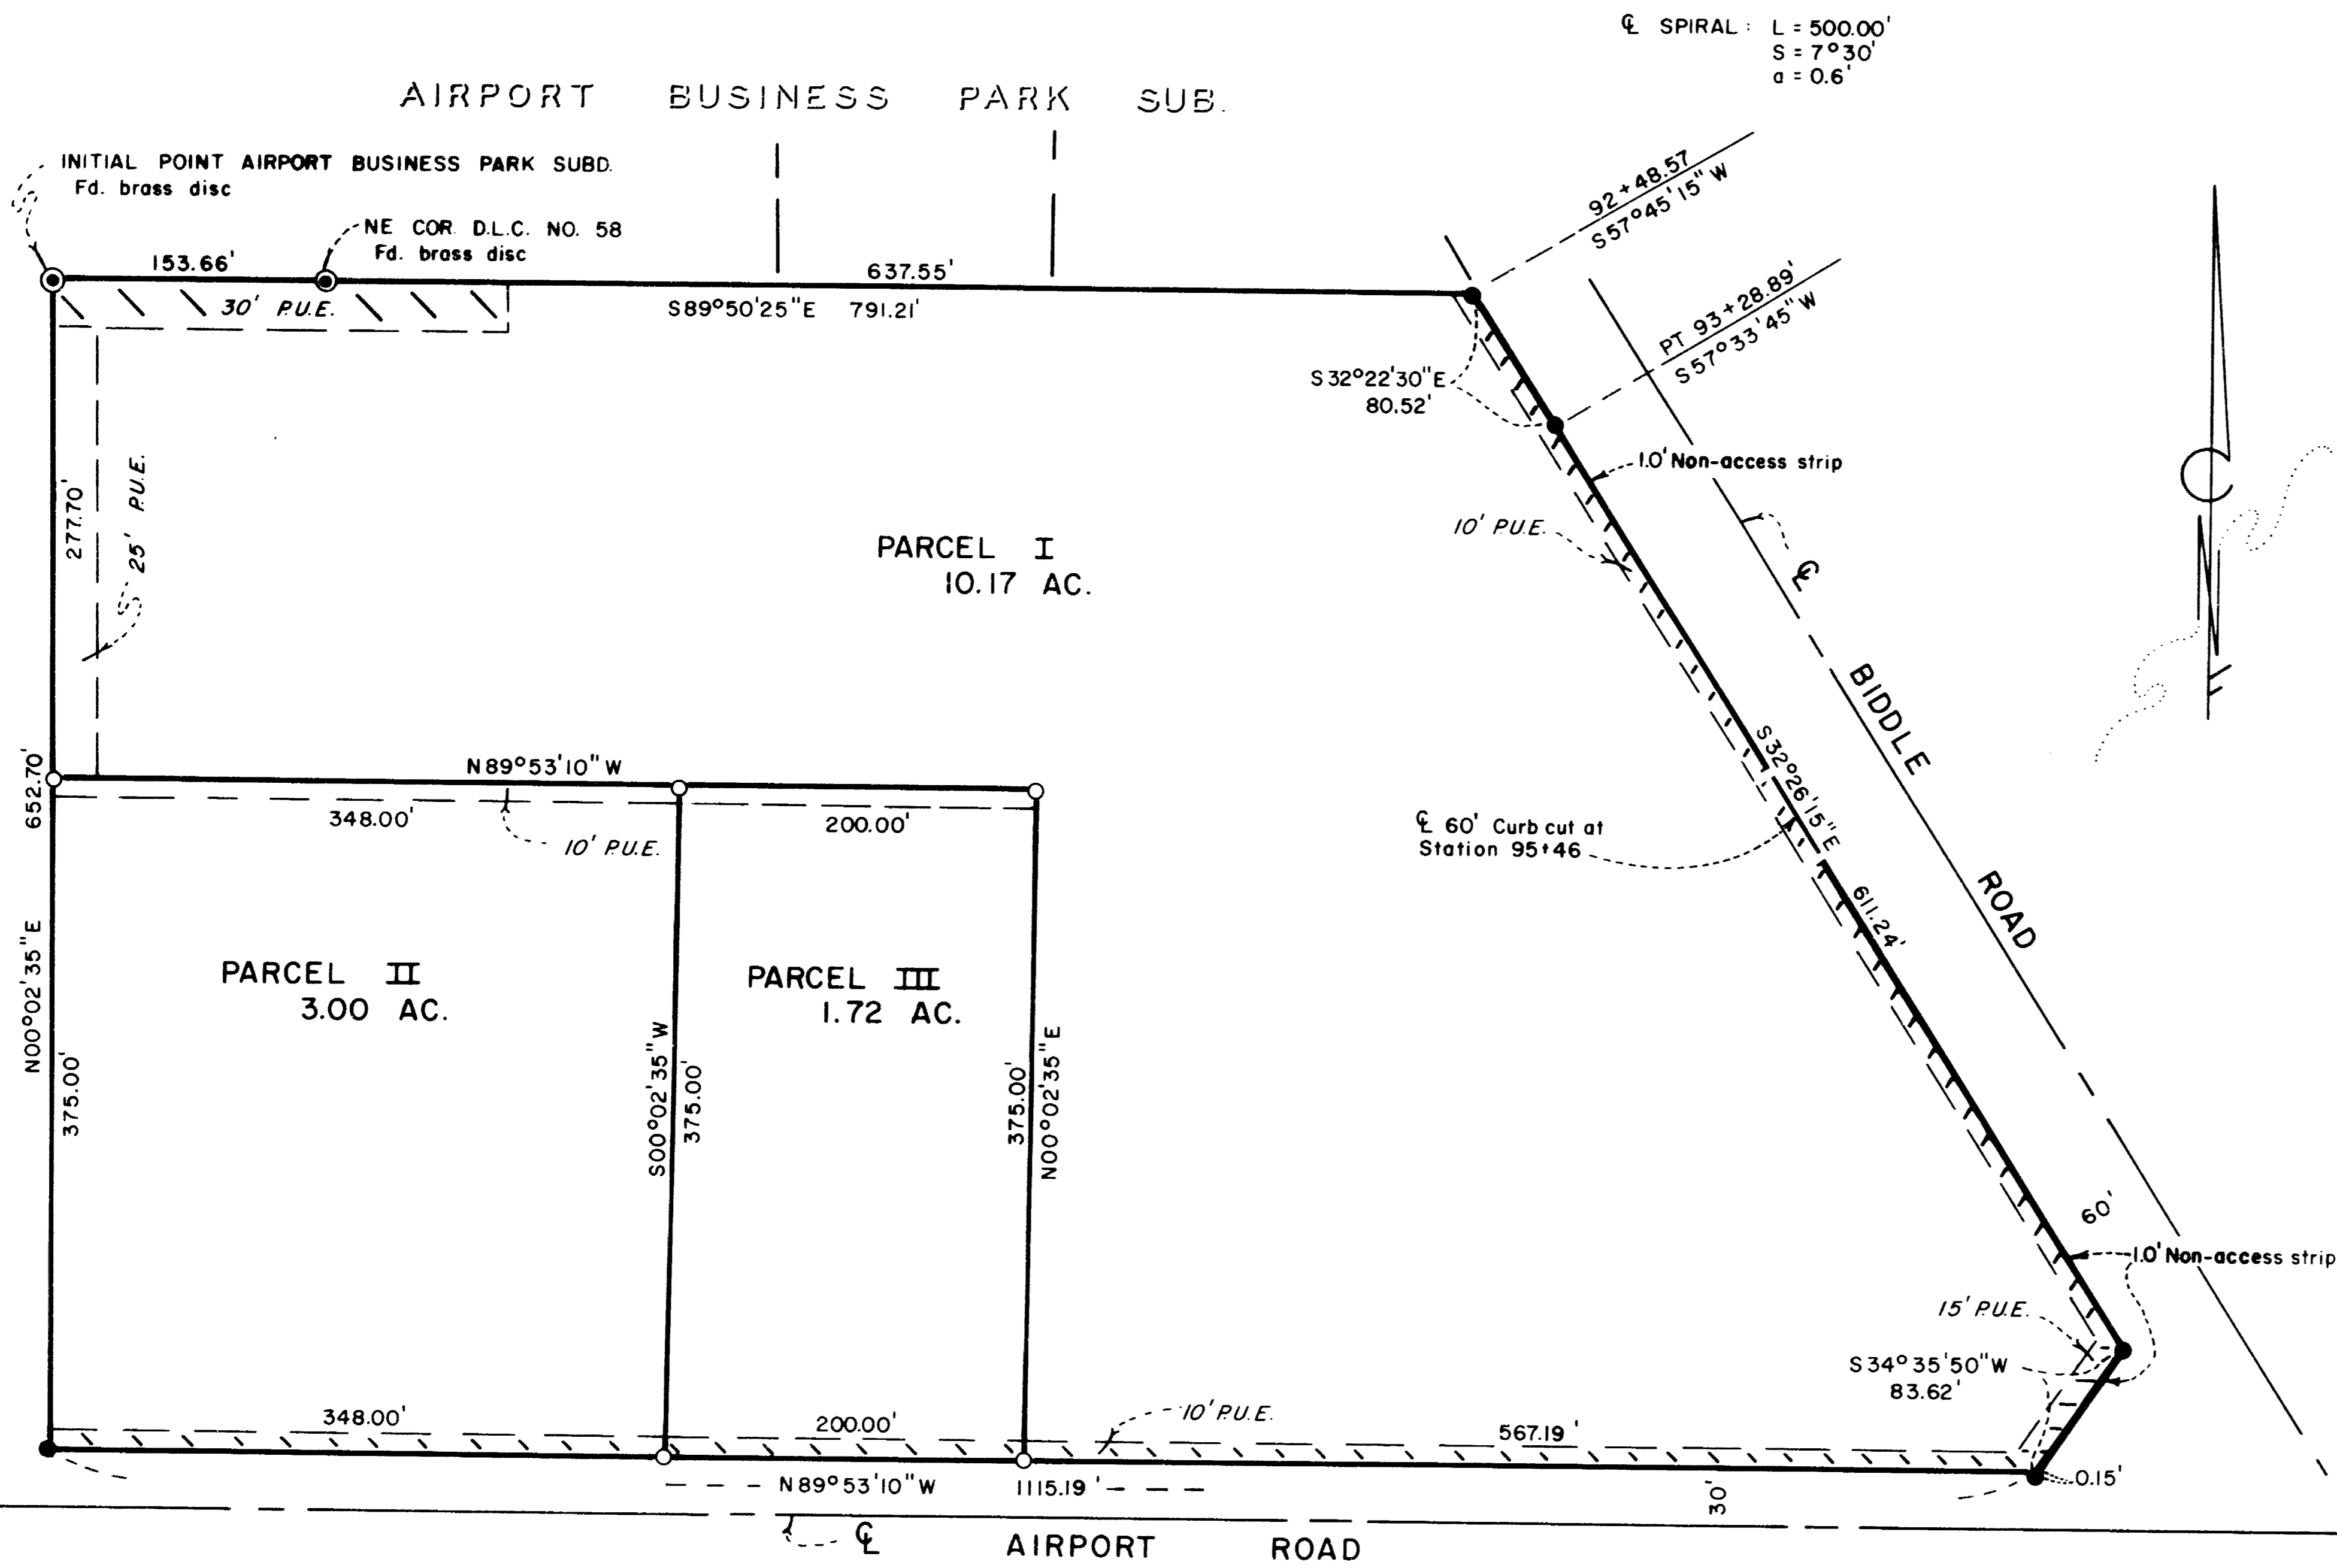 ℄ SPIRAL: L = 500.00'
S = 7°30'
a = 0.6'
AIRPORT BUSINESS PARK SUB.
INITIAL POINT AIRPORT BUSINESS PARK SUBD.
Fd. brass disc
NE COR. D.L.C. NO. 58
Fd. brass disc
153.66'
637.55'
30' P.U.E.
S89°50'25"E 791.21'
92+48.57
S57°45'15"W
PT 93+28.89'
S57°33'45"W
S32°22'30"E
80.52'
1.0' Non-access strip
10' P.U.E.
℄
277.70'
25' P.U.E.
PARCEL I
10.17 AC.
BIDDLE ROAD
S32°26'15"E
611.24'
652.70'
N89°53'10"W
348.00'
10' P.U.E.
200.00'
℄ 60' Curb cut at
Station 95+46
N00°02'35"E
375.00'
PARCEL II
3.00 AC.
S00°02'35"W
375.00'
PARCEL III
1.72 AC.
375.00'
N00°02'35"E
60'
1.0' Non-access strip
15' P.U.E.
S34°35'50"W
83.62'
348.00'
200.00'
10' P.U.E.
567.19'
N89°53'10"W 1115.19'
30'
0.15'
℄ AIRPORT ROAD
N